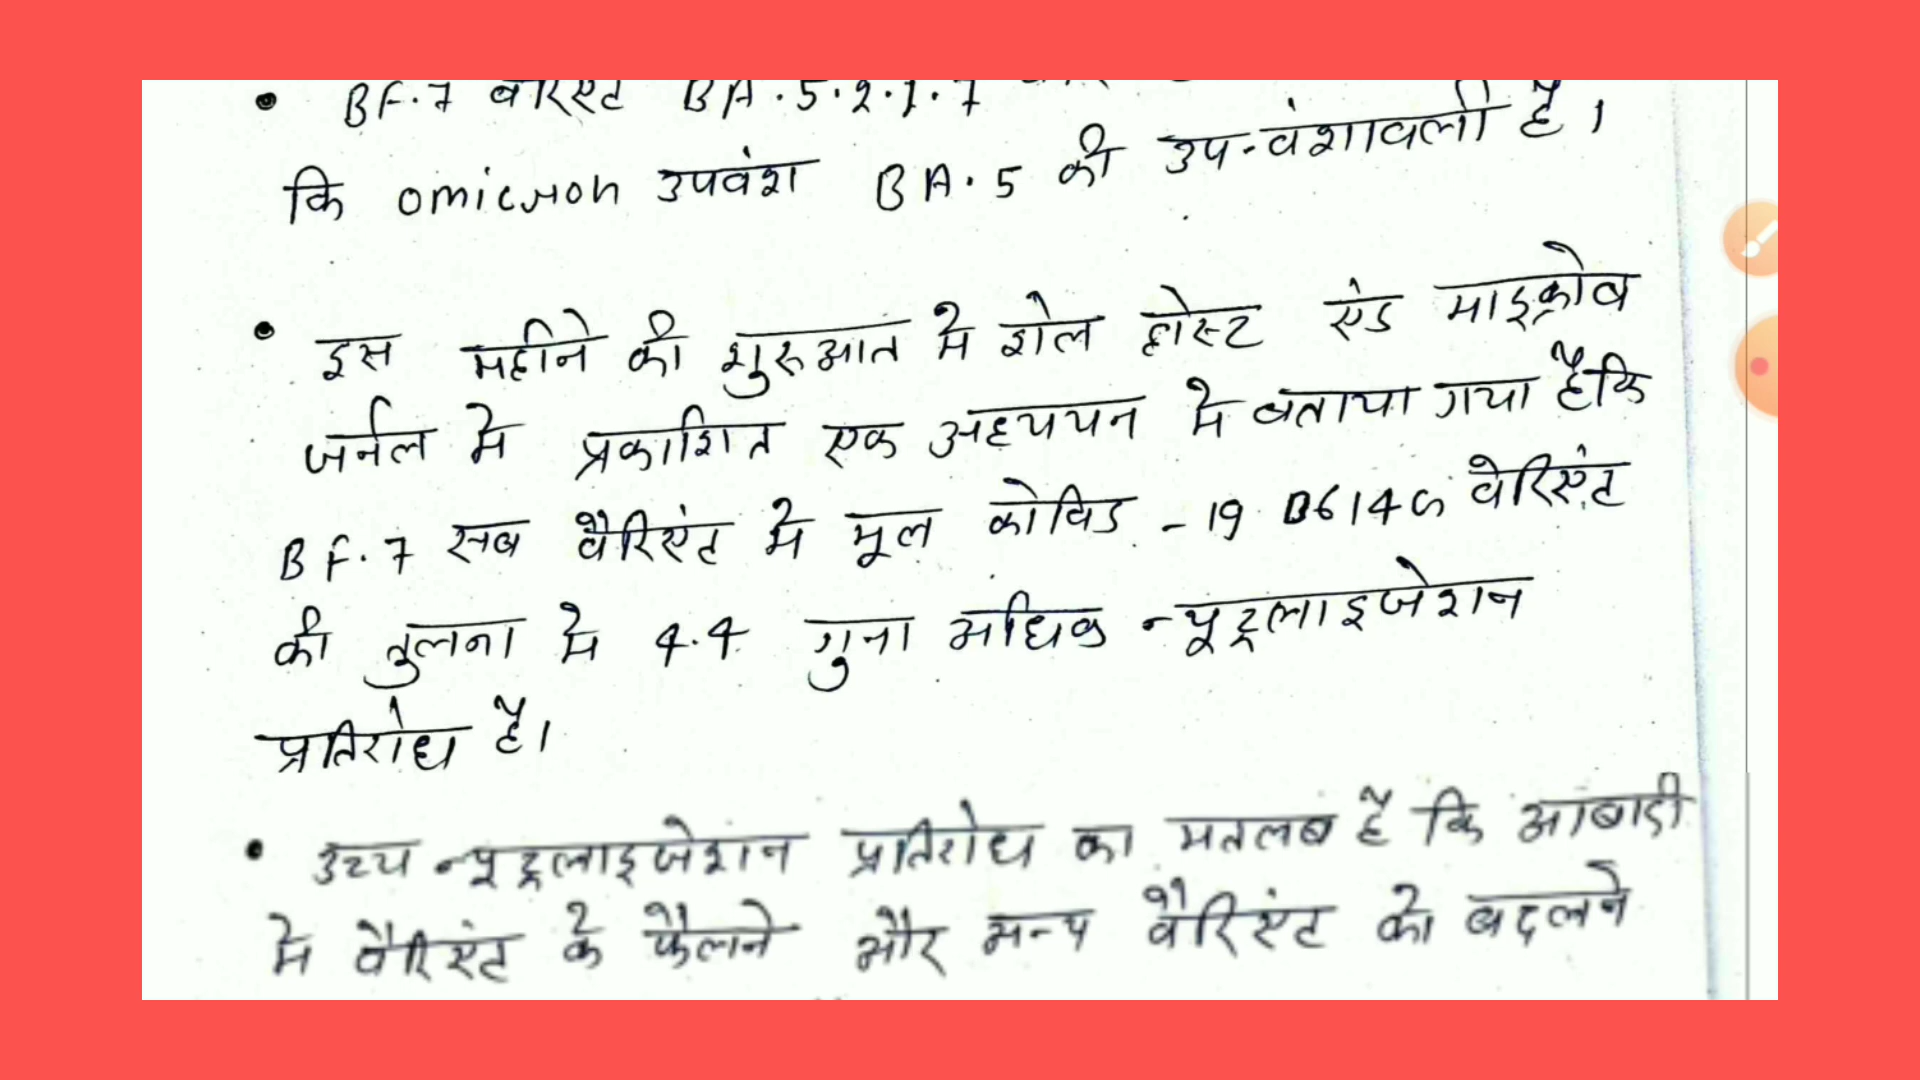 • BF.7 वेरिएंट BA.5.2.1.7
कि omicron उपवंश BA.5 की उप-वंशावली है।
• इस महीने की शुरुआत मे शेल होस्ट एंड माइक्रोब
जर्नल मे प्रकाशित एक अध्ययन मे बताया गया है कि
BF.7 सब वैरिएंट मे मूल कोविड -19 D614G वेरिएंट
की तुलना मे 4.4 गुना अधिक न्यूट्रलाइजेशन
प्रतिरोध है।
• उच्च न्यूट्रलाइजेशन प्रतिरोध का मतलब है कि आबादी
मे वैरिएंट के फैलने और अन्य वैरिएंट को बदलने